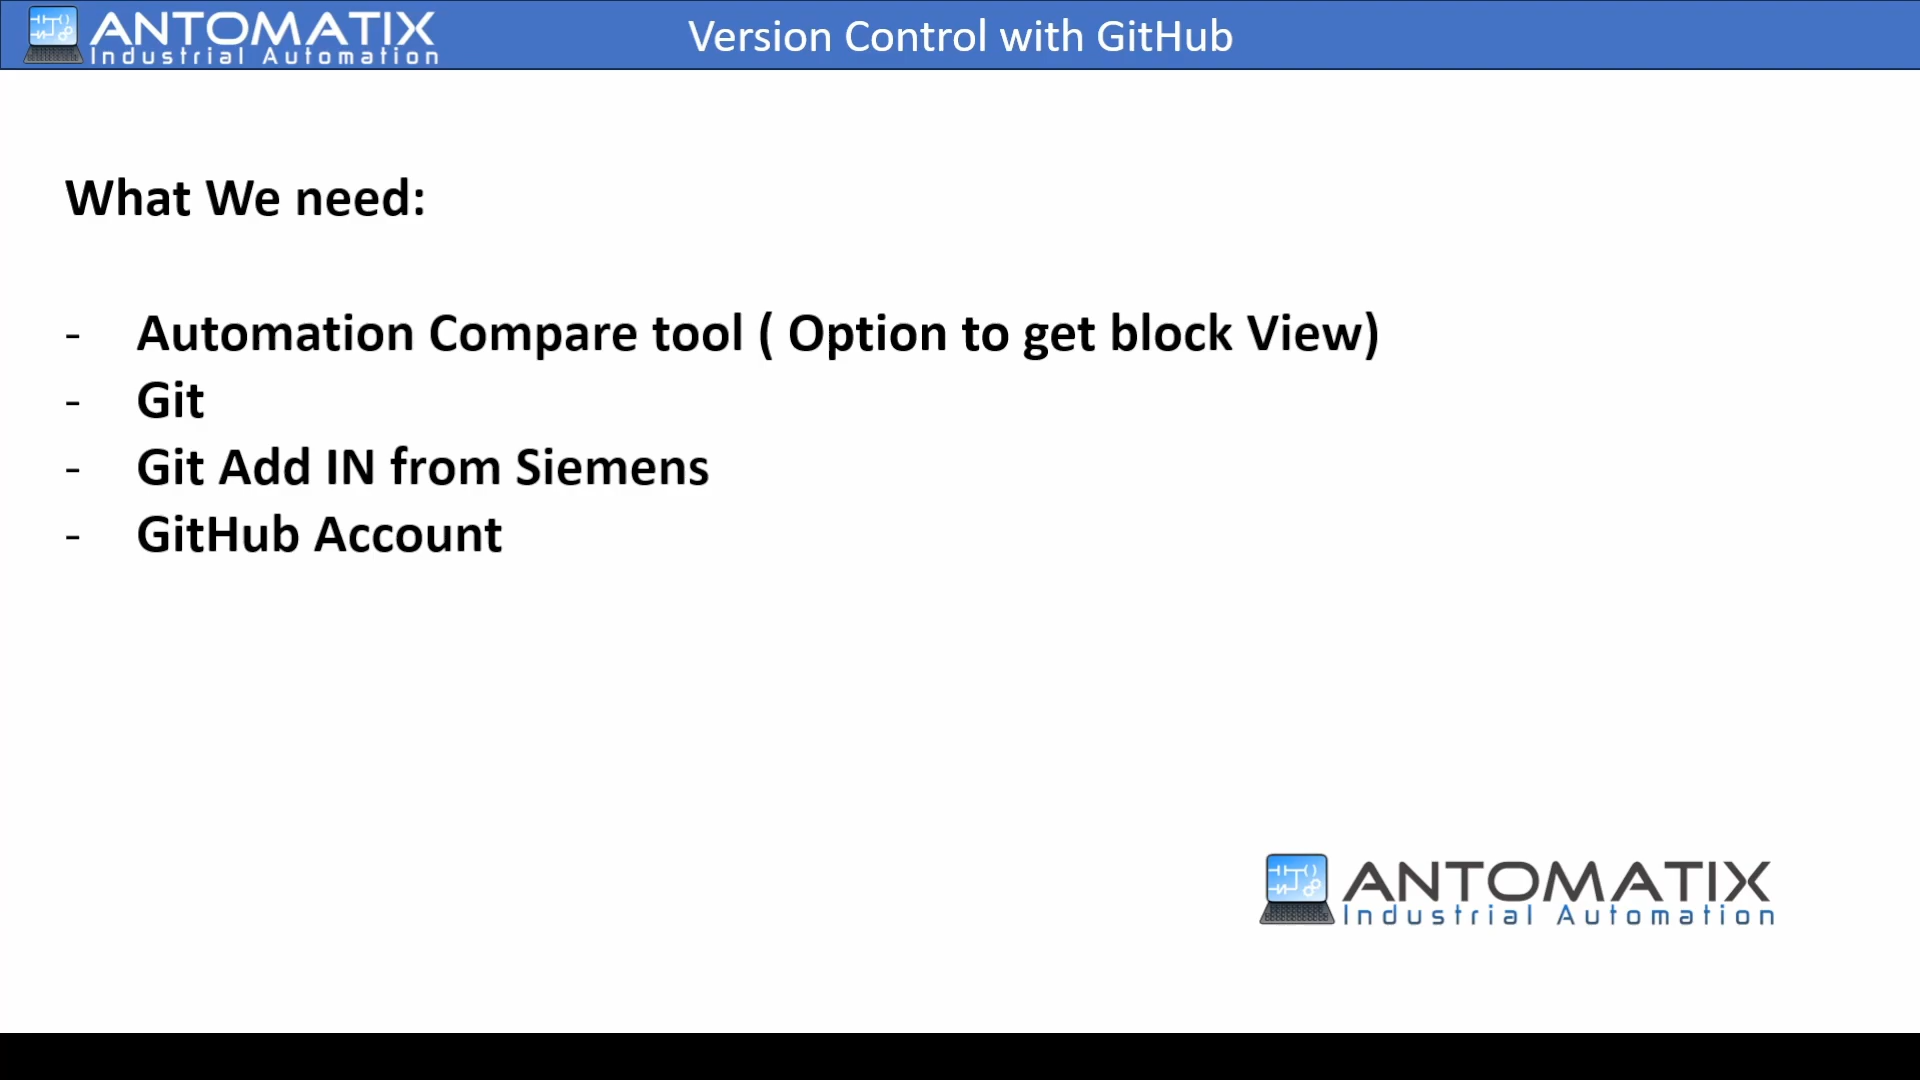 ANTOMATIX
Industrial Automation
Version Control with GitHub
What We need:
- Automation Compare tool ( Option to get block View)
- Git
- Git Add IN from Siemens
- GitHub Account
ANTOMATIX
Industrial Automation